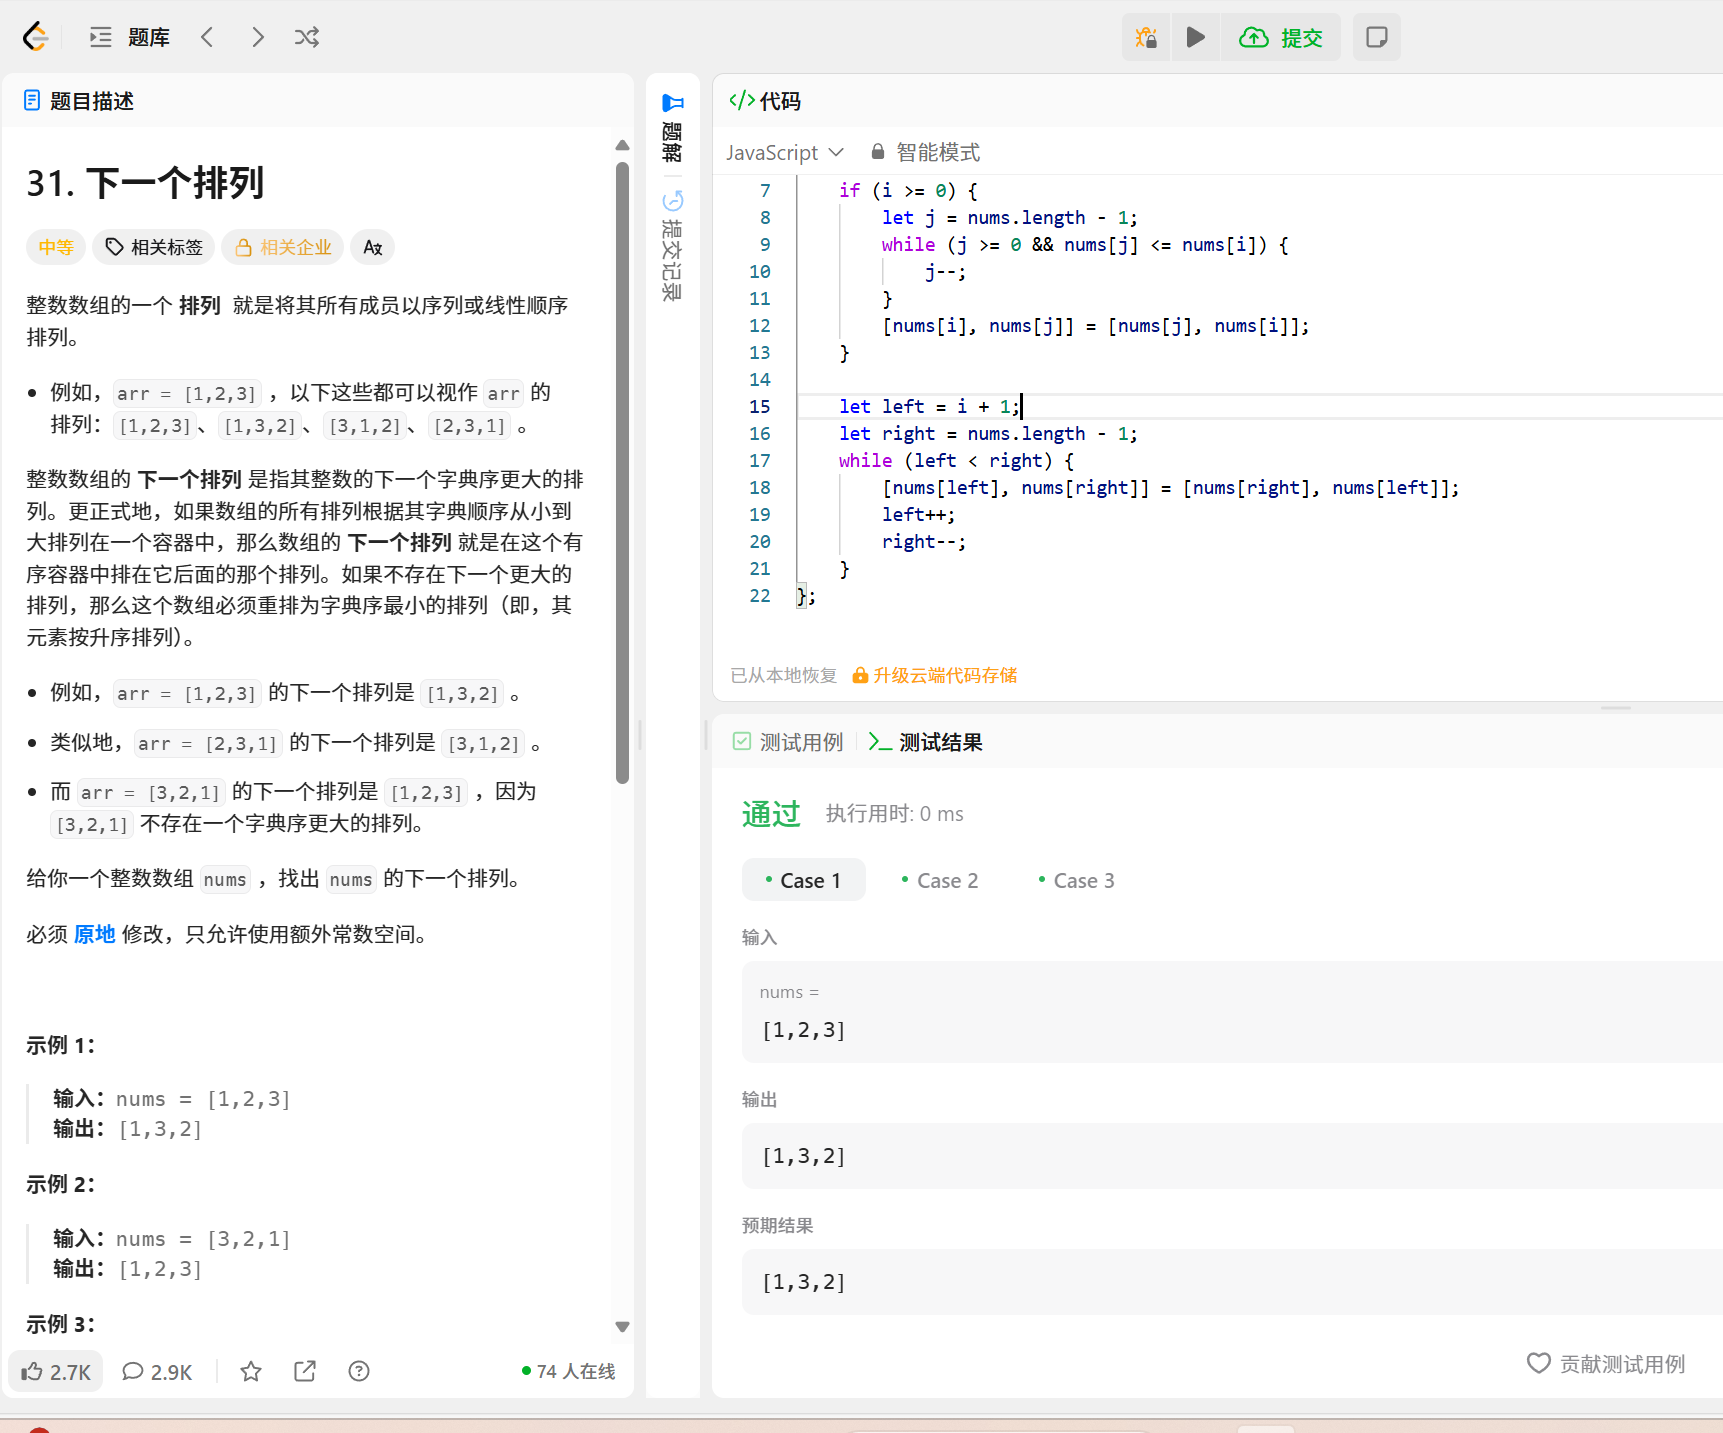 题库
提交
题目描述
31. 下一个排列
中等 相关标签 相关企业
整数数组的一个 排列 就是将其所有成员以序列或线性顺序
排列。
例如，arr = [1,2,3] ，以下这些都可以视作 arr 的
排列：[1,2,3]、[1,3,2]、[3,1,2]、[2,3,1] 。
整数数组的 下一个排列 是指其整数的下一个字典序更大的排
列。更正式地，如果数组的所有排列根据其字典顺序从小到
大排列在一个容器中，那么数组的 下一个排列 就是在这个有
序容器中排在它后面的那个排列。如果不存在下一个更大的
排列，那么这个数组必须重排为字典序最小的排列（即，其
元素按升序排列）。
例如，arr = [1,2,3] 的下一个排列是 [1,3,2] 。
类似地，arr = [2,3,1] 的下一个排列是 [3,1,2] 。
而 arr = [3,2,1] 的下一个排列是 [1,2,3] ，因为
[3,2,1] 不存在一个字典序更大的排列。
给你一个整数数组 nums ，找出 nums 的下一个排列。
必须 原地 修改，只允许使用额外常数空间。
示例 1：
输入：nums = [1,2,3]
输出：[1,3,2]
示例 2：
输入：nums = [3,2,1]
输出：[1,2,3]
示例 3：
2.7K 2.9K 74 人在线
题解
提交记录
代码
JavaScript 智能模式
7 if (i >= 0) {
8 let j = nums.length - 1;
9 while (j >= 0 && nums[j] <= nums[i]) {
10 j--;
11 }
12 [nums[i], nums[j]] = [nums[j], nums[i]];
13 }
14
15 let left = i + 1;
16 let right = nums.length - 1;
17 while (left < right) {
18 [nums[left], nums[right]] = [nums[right], nums[left]];
19 left++;
20 right--;
21 }
22 };
已从本地恢复 升级云端代码存储
测试用例 测试结果
通过 执行用时: 0 ms
Case 1 Case 2 Case 3
输入
nums =
[1,2,3]
输出
[1,3,2]
预期结果
[1,3,2]
贡献测试用例